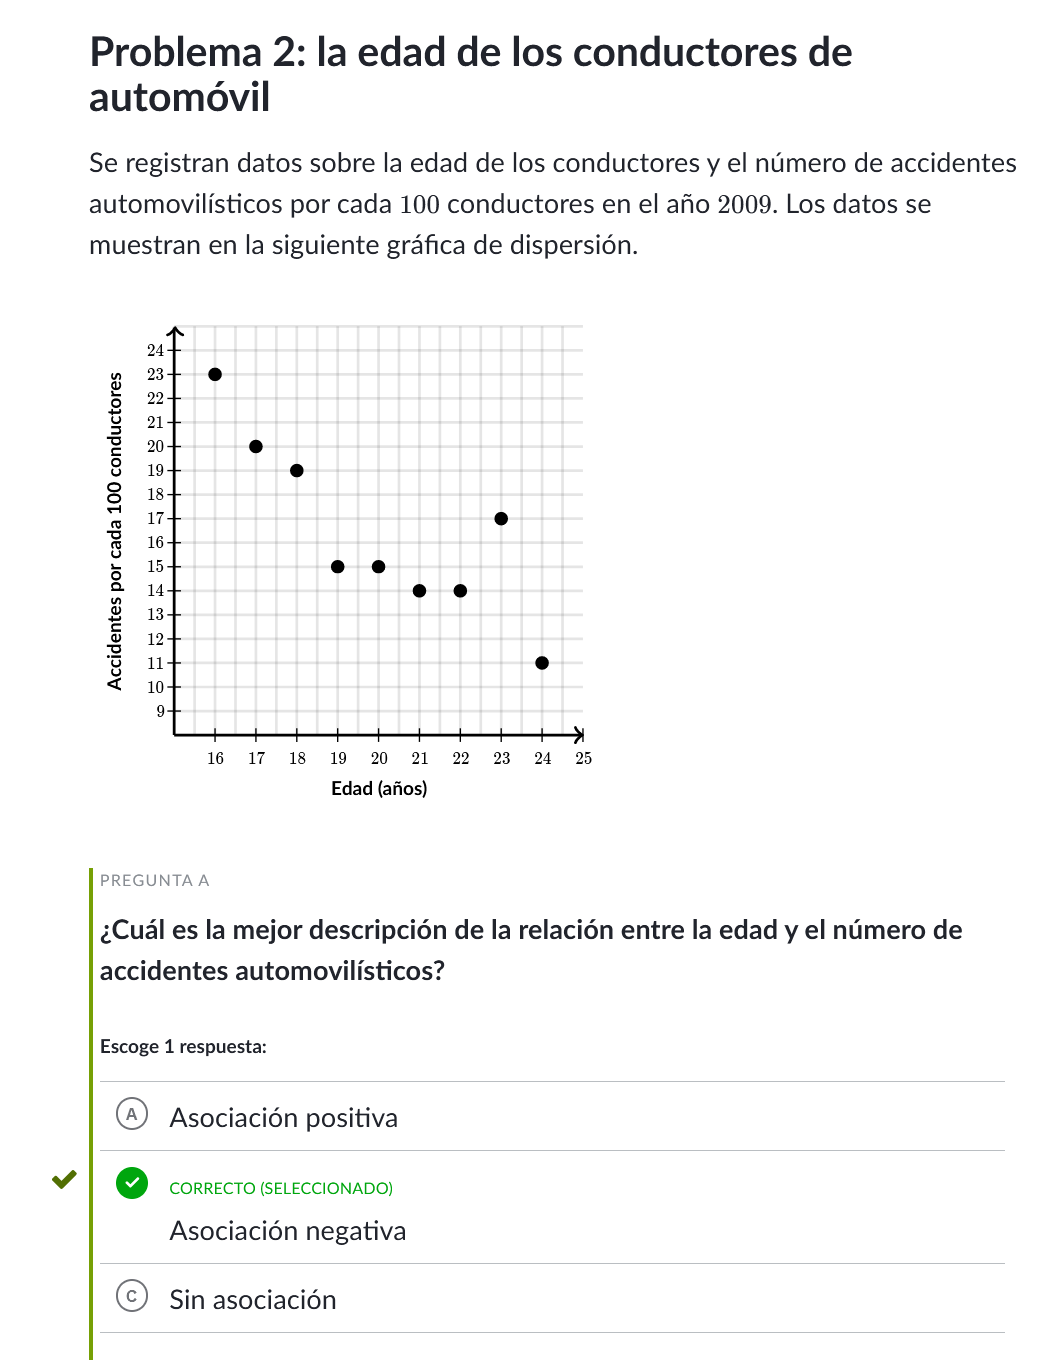 Problema 2: la edad de los conductores de
automóvil
Se registran datos sobre la edad de los conductores y el número de accidentes
automovilísticos por cada 100 conductores en el año 2009. Los datos se
muestran en la siguiente gráfica de dispersión.
Accidentes por cada 100 conductores
24
23
22
21
20
19
18
17
16
15
14
13
12
11
10
9
16 17 18 19 20 21 22 23 24 25
Edad (años)
PREGUNTA A
¿Cuál es la mejor descripción de la relación entre la edad y el número de
accidentes automovilísticos?
Escoge 1 respuesta:
A Asociación positiva
CORRECTO (SELECCIONADO)
Asociación negativa
C Sin asociación